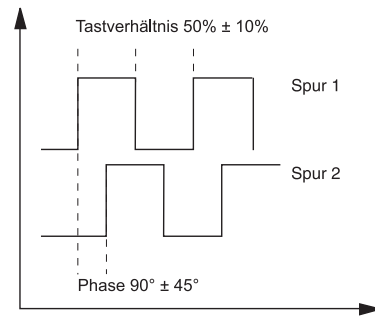 Tastverhältnis 50% ± 10%
Spur 1
Spur 2
Phase 90° ± 45°